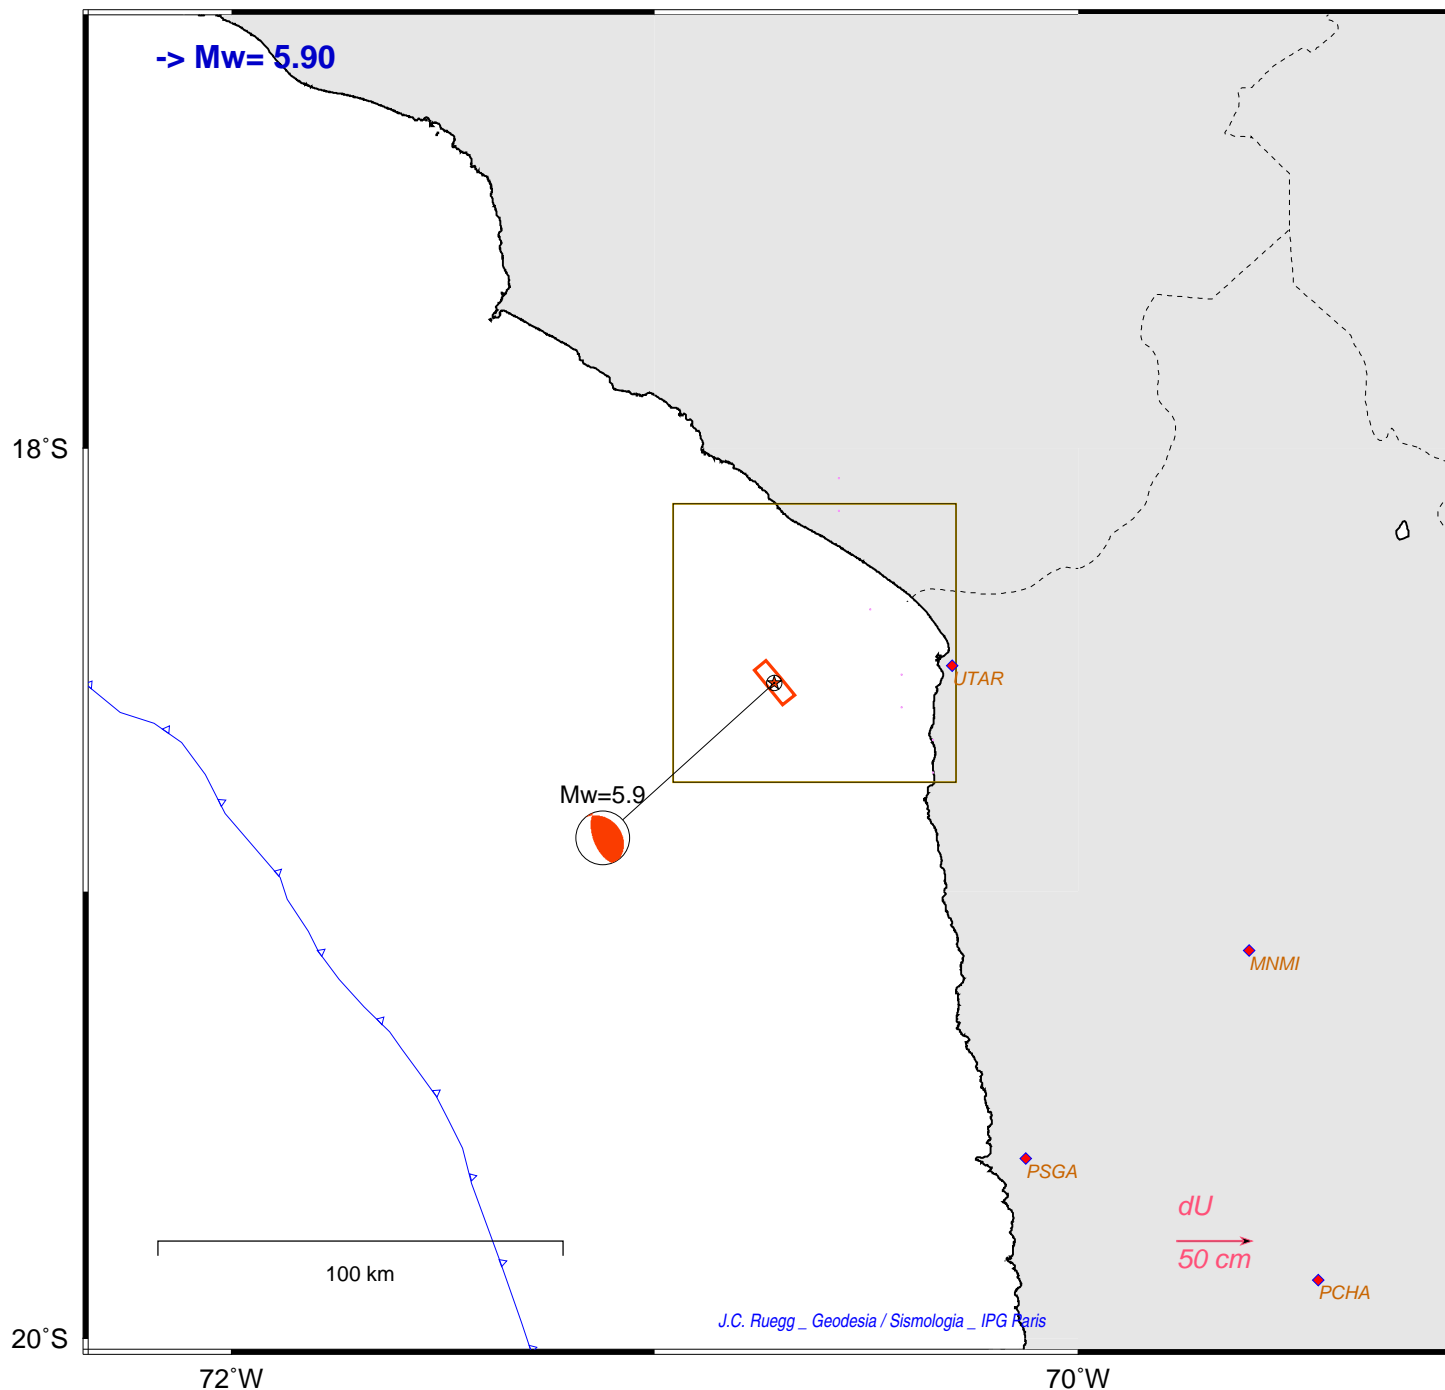 -> Mw= 5.90
18˚S
UTAR
Mw=5.9
MNMI
PSGA
dU
50 cm
100 km
PCHA
J.C. Ruegg _ Geodesia / Sismologia _ IPG Paris
20˚S
72˚W
70˚W